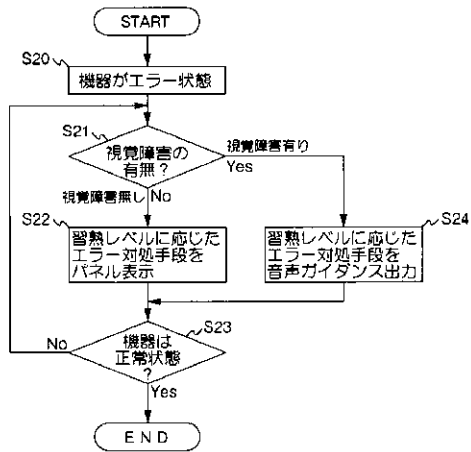 START
S20
機器がエラー状態
S21
視覚障害の
有無?
視覚障害有り
Yes
視覚障害無し No
S22
習熟レベルに応じた
エラー対処手段を
パネル表示
S24
習熟レベルに応じた
エラー対処手段を
音声ガイダンス出力
S23
機器は
正常状態
?
No
Yes
END